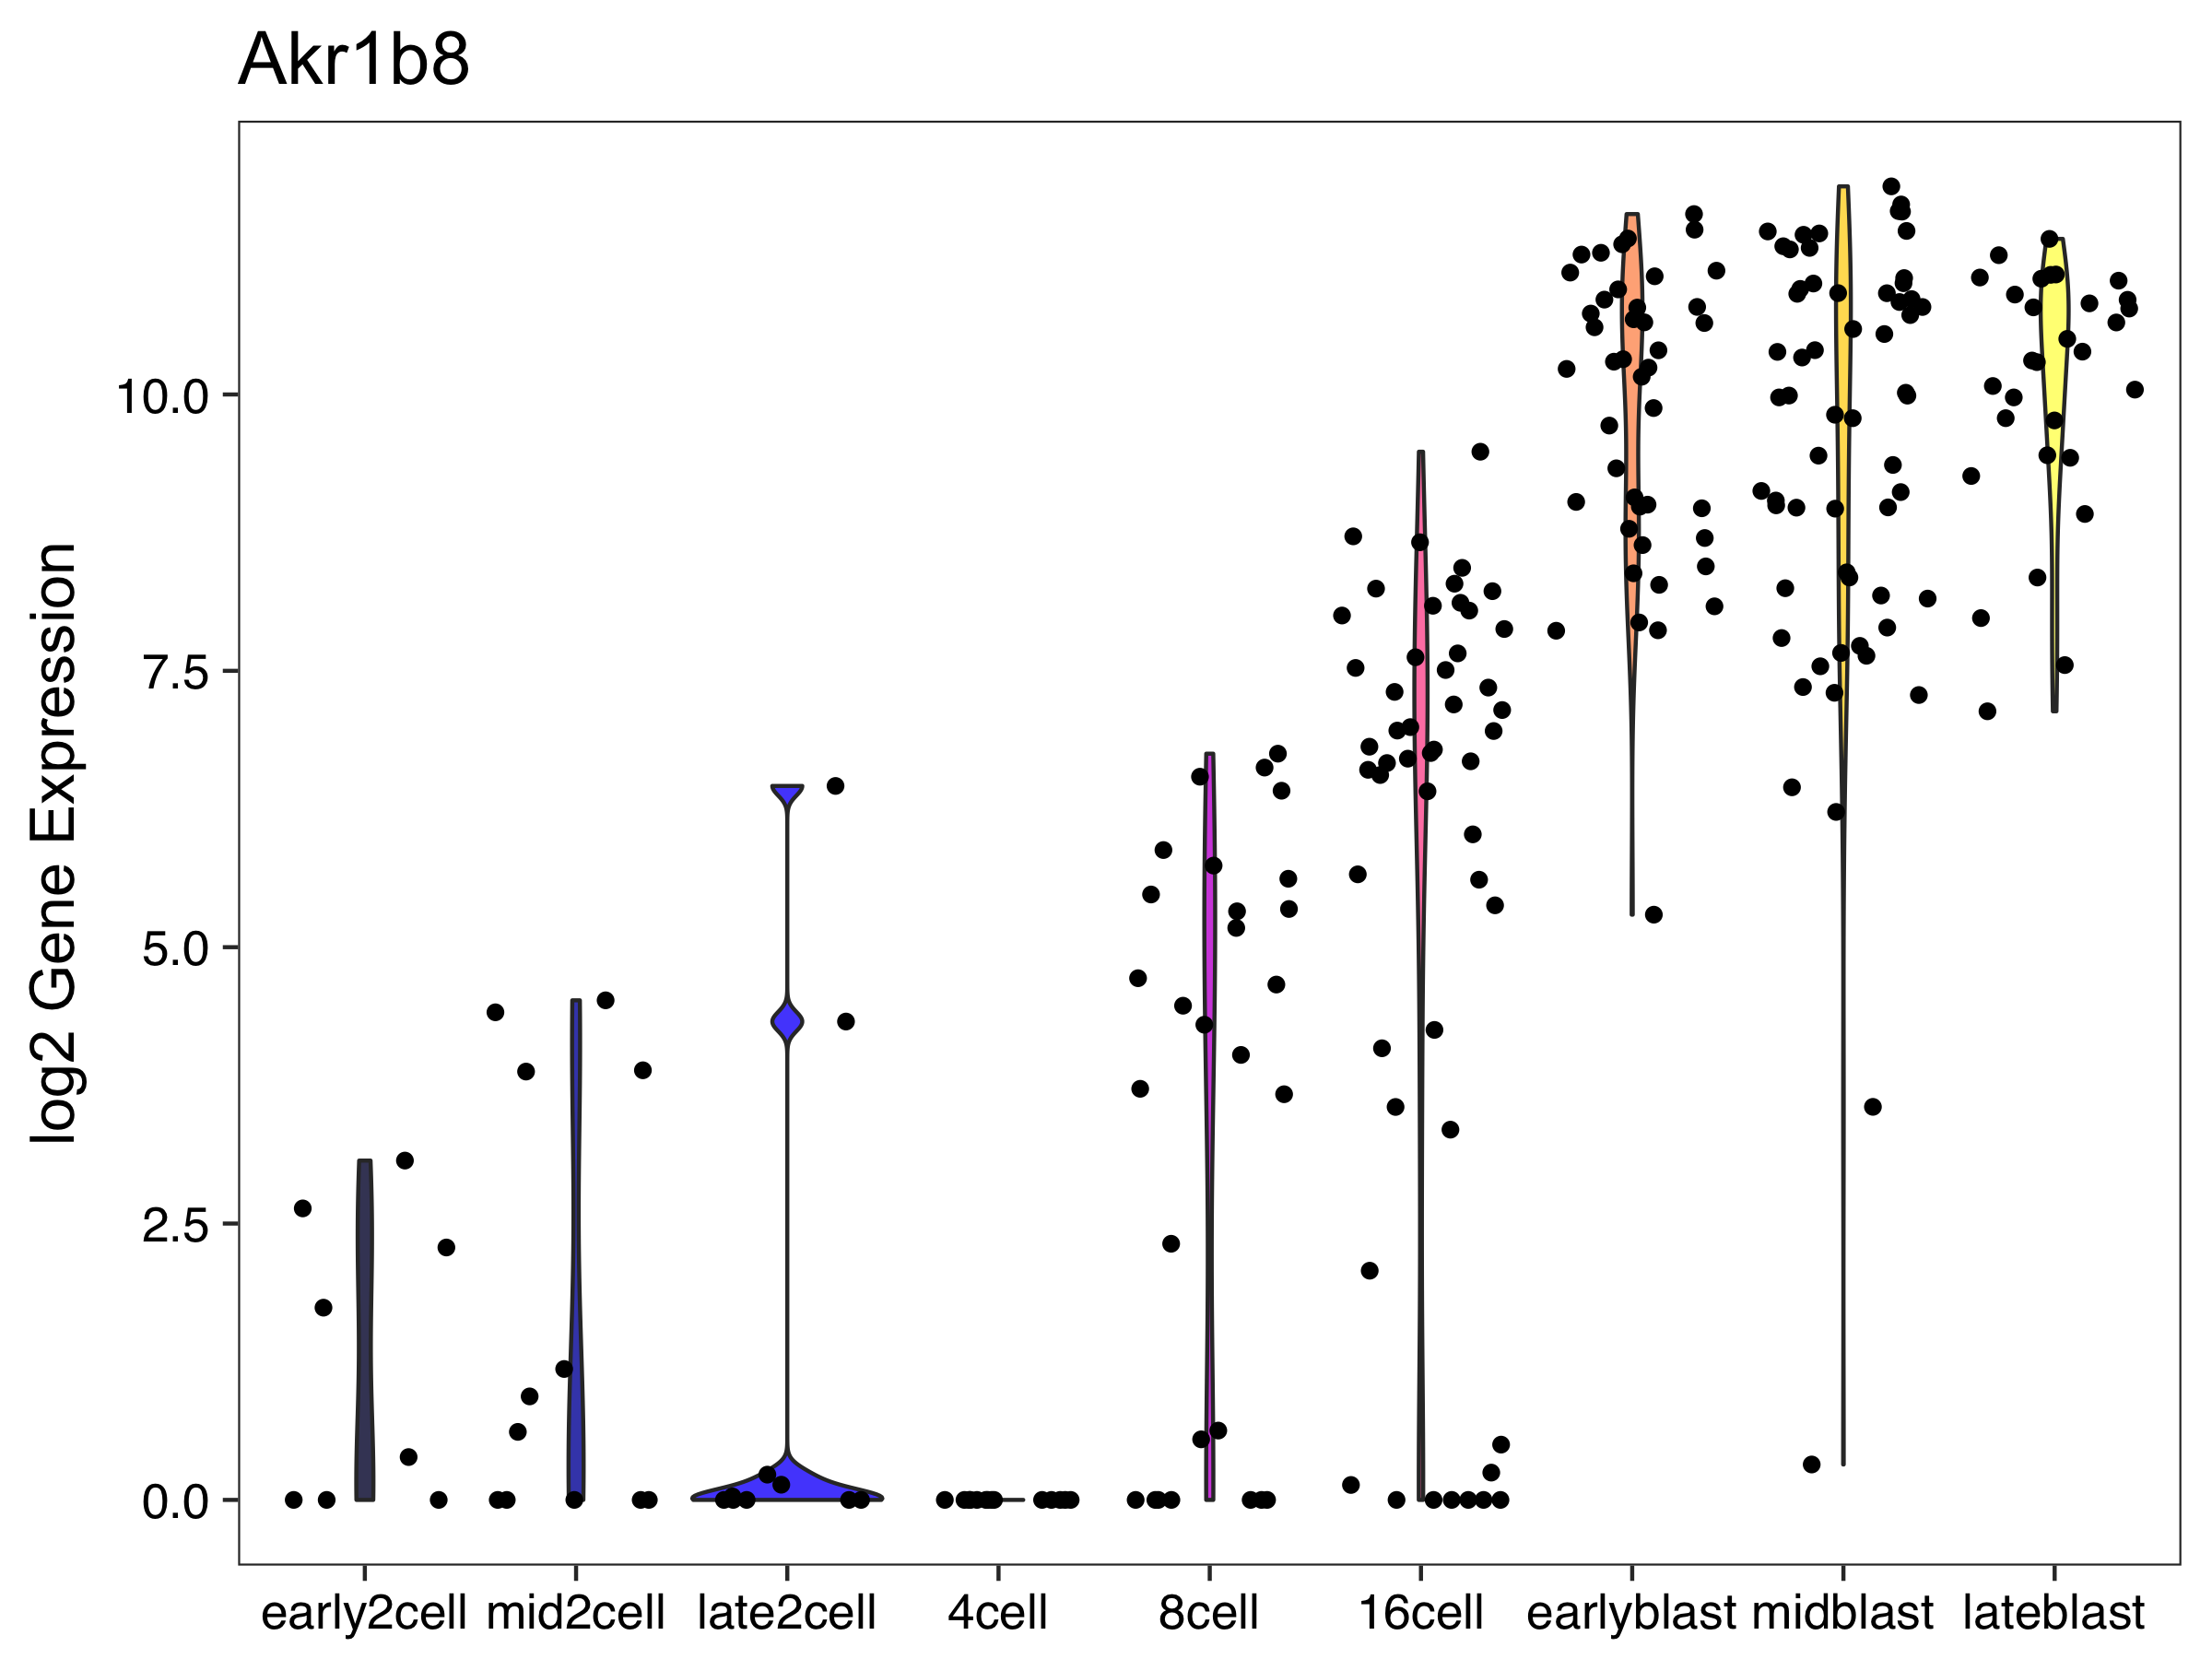 Akr1b8
log2 Gene Expression
10.0
7.5
5.0
2.5
0.0
early2cell mid2cell late2cell 4cell 8cell 16cell earlyblast midblast lateblast